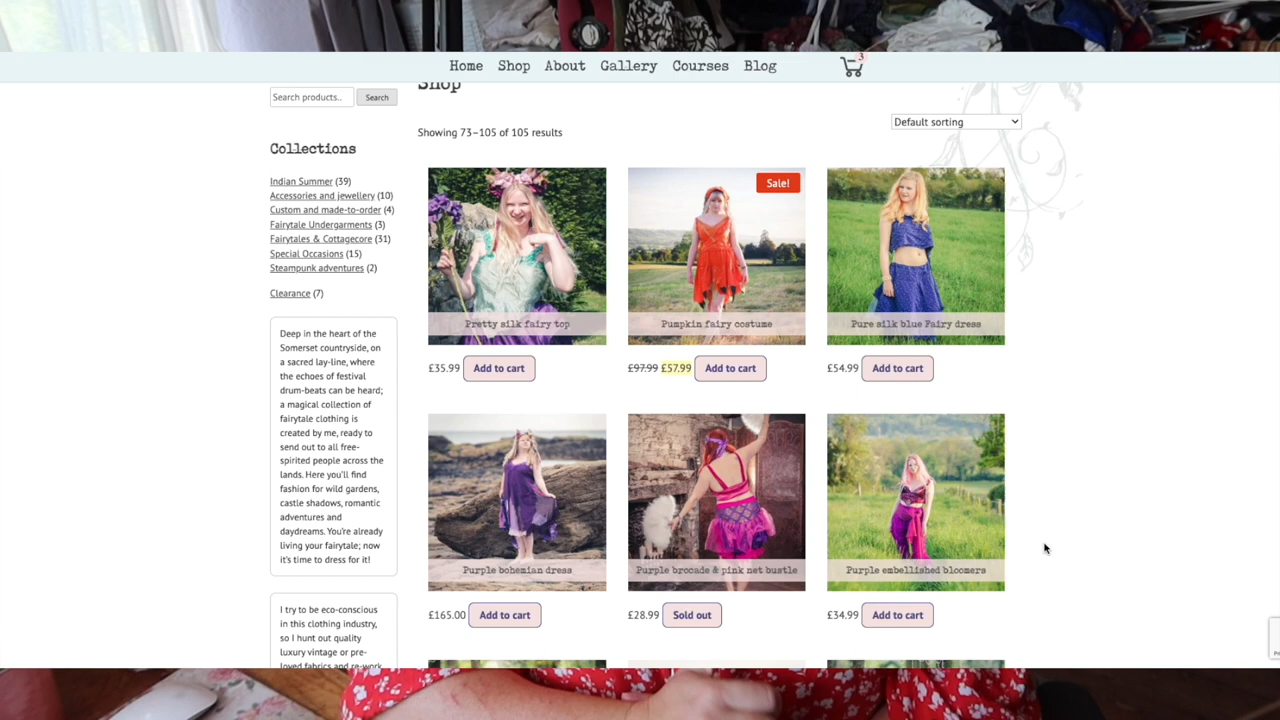 Home Shop About Gallery Courses Blog 3
Shop
Search products.. Search
Showing 73–105 of 105 results
Default sorting
Collections
Indian Summer (39)
Accessories and jewellery (10)
Custom and made-to-order (4)
Fairytale Undergarments (3)
Fairytales & Cottagecore (31)
Special Occasions (15)
Steampunk adventures (2)
Clearance (7)
Deep in the heart of the
Somerset countryside, on
a sacred lay-line, where
the echoes of festival
drum-beats can be heard;
a magical collection of
fairytale clothing is
created by me, ready to
send out to all free-
spirited people across the
lands. Here you'll find
fashion for wild gardens,
castle shadows, romantic
adventures and
daydreams. You're already
living your fairytale; now
it's time to dress for it!
I try to be eco-conscious
in this clothing industry,
so I hunt out quality
luxury vintage or pre-
loved fabrics and re-work
Sale!
Pretty silk fairy top
Pumpkin fairy costume
Pure silk blue Fairy dress
£35.99 Add to cart
£97.99 £57.99 Add to cart
£54.99 Add to cart
Purple bohemian dress
Purple brocade & pink net bustle
Purple embellished bloomers
£165.00 Add to cart
£28.99 Sold out
£34.99 Add to cart